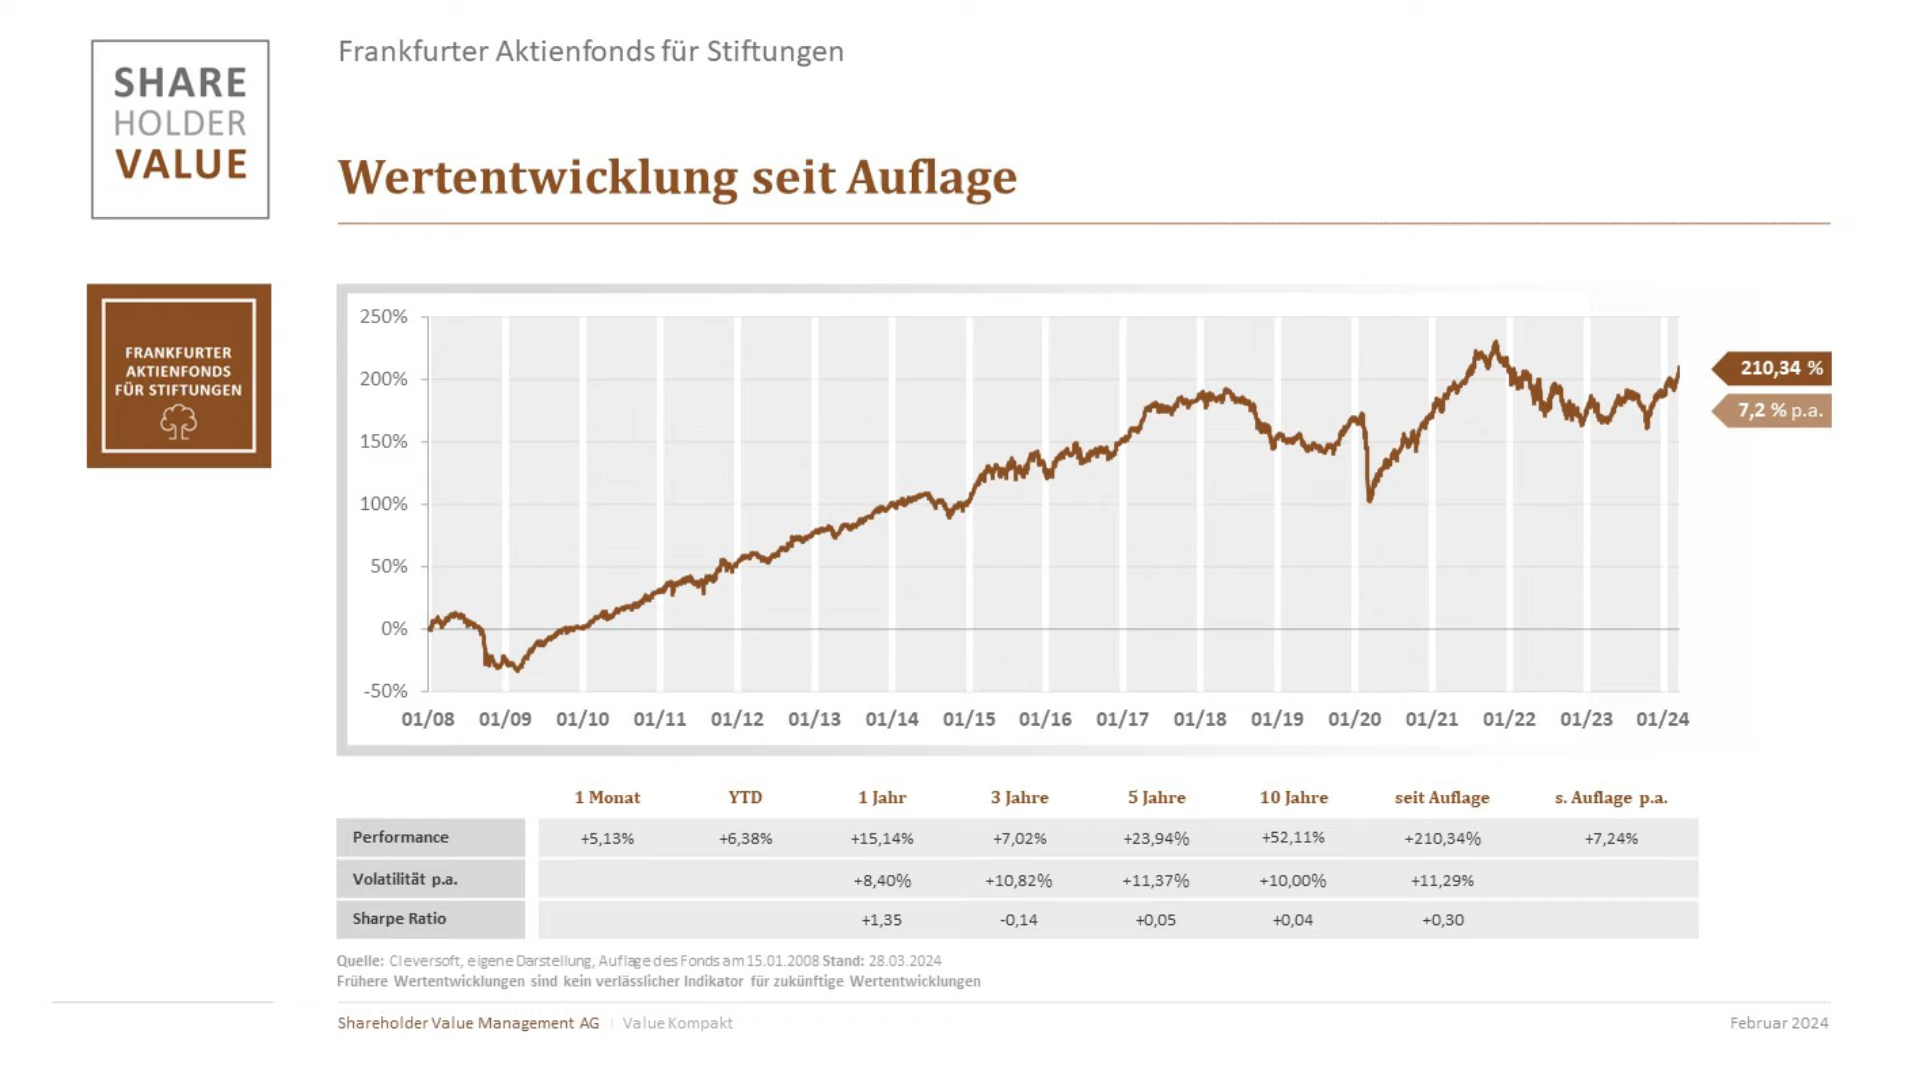 SHARE
HOLDER
VALUE
Frankfurter Aktienfonds für Stiftungen
Wertentwicklung seit Auflage
FRANKFURTER
AKTIENFONDS
FÜR STIFTUNGEN
250%
200%
150%
100%
50%
0%
-50%
01/08 01/09 01/10 01/11 01/12 01/13 01/14 01/15 01/16 01/17 01/18 01/19 01/20 01/21 01/22 01/23 01/24
210,34 %
7,2 % p.a.
1 Monat YTD 1 Jahr 3 Jahre 5 Jahre 10 Jahre seit Auflage s. Auflage p.a.
Performance +5,13% +6,38% +15,14% +7,02% +23,94% +52,11% +210,34% +7,24%
Volatilität p.a. +8,40% +10,82% +11,37% +10,00% +11,29%
Sharpe Ratio +1,35 -0,14 +0,05 +0,04 +0,30
Quelle: Cleversoft, eigene Darstellung, Auflage des Fonds am 15.01.2008 Stand: 28.03.2024
Frühere Wertentwicklungen sind kein verlässlicher Indikator für zukünftige Wertentwicklungen
Shareholder Value Management AG | Value Kompakt
Februar 2024